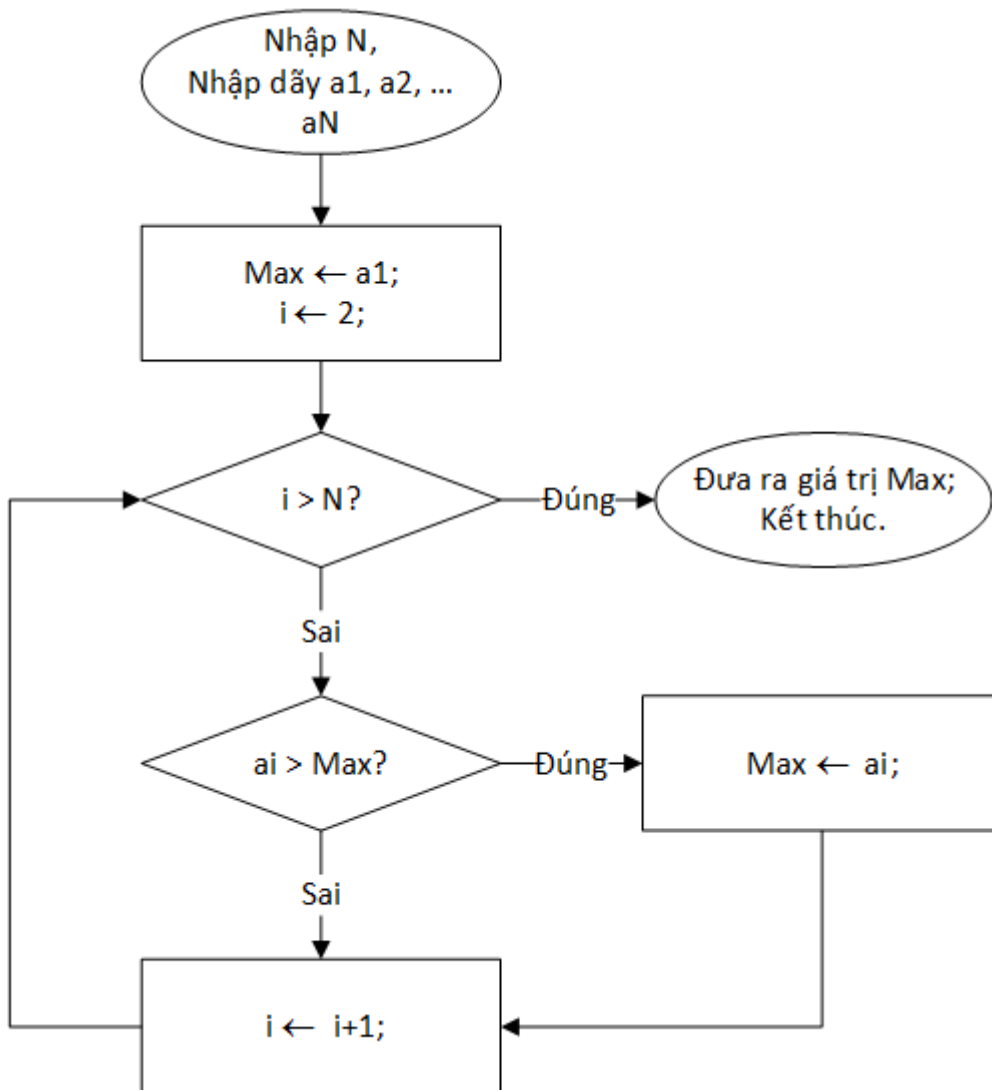 Nhập N,
Nhập dãy a1, a2, ...
aN
Max ← a1;
i ← 2;
i > N?
Đúng
Đưa ra giá trị Max;
Kết thúc.
Sai
ai > Max?
Đúng
Max ← ai;
Sai
i ← i+1;